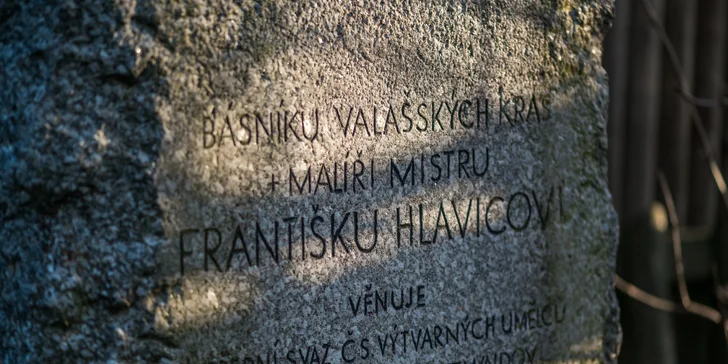 BÁSNÍKU VALAŠSKÝCH KRAS
+ MALÍŘI MISTRU
FRANTIŠKU HLAVICOVI
VĚNUJE
SVAZ ČS VÝTVARNÝCH UMĚLCŮ